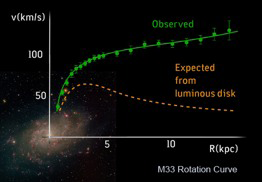 v(km/s)
Observed
100
Expected
from
luminous disk
50
5
10
R(kpc)
M33 Rotation Curve